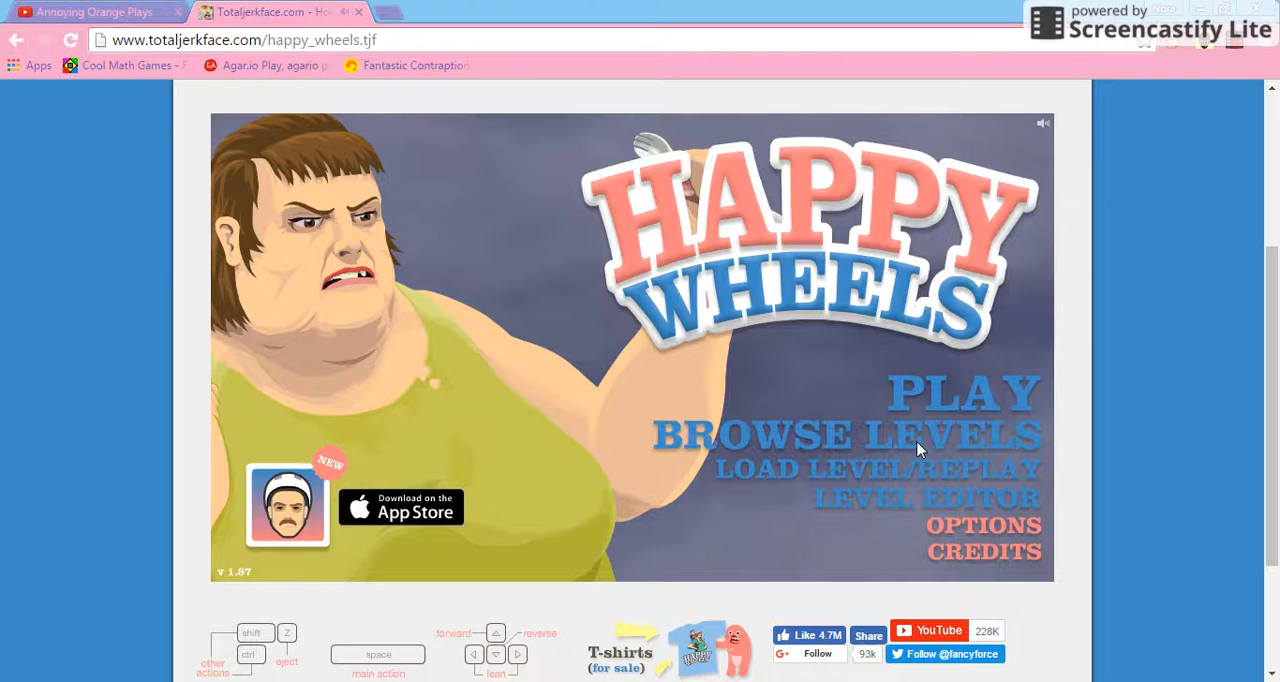 Annoying Orange Plays
Totaljerkface.com - Ha
powered by
Screencastify Lite
www.totaljerkface.com/happy_wheels.tjf
Apps
Cool Math Games - F
Agar.io Play, agario p
Fantastic Contraption
HAPPY
WHEELS
PLAY
BROWSE LEVELS
LOAD LEVEL/REPLAY
LEVEL EDITOR
OPTIONS
CREDITS
NEW
Download on the
App Store
v 1.87
shift
Z
ctrl
eject
other
actions
space
main action
forward
reverse
lean
T-shirts
(for sale)
HAPPY
Like 4.7M
Share
YouTube
228K
Follow
93k
Follow @fancyforce